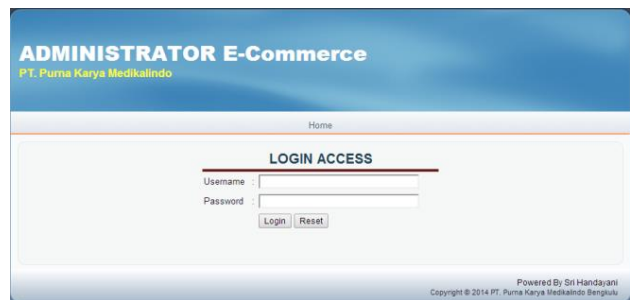 ADMINISTRATOR E-Commerce
PT. Purna Karya Medikalindo
Home
LOGIN ACCESS
Username :
Password :
Login Reset
Powered By Sri Handayani
Copyright © 2014 PT. Purna Karya Medikalindo Bengkulu